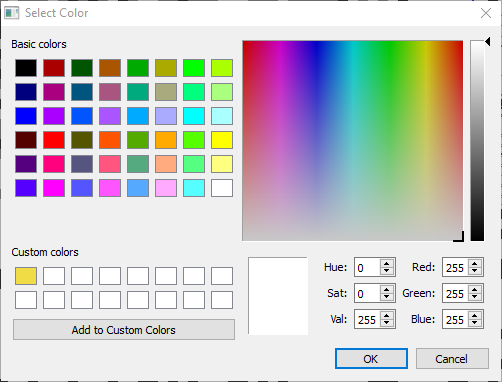 Select Color
Basic colors
Custom colors
Add to Custom Colors
Hue: 0 Red: 255
Sat: 0 Green: 255
Val: 255 Blue: 255
OK Cancel